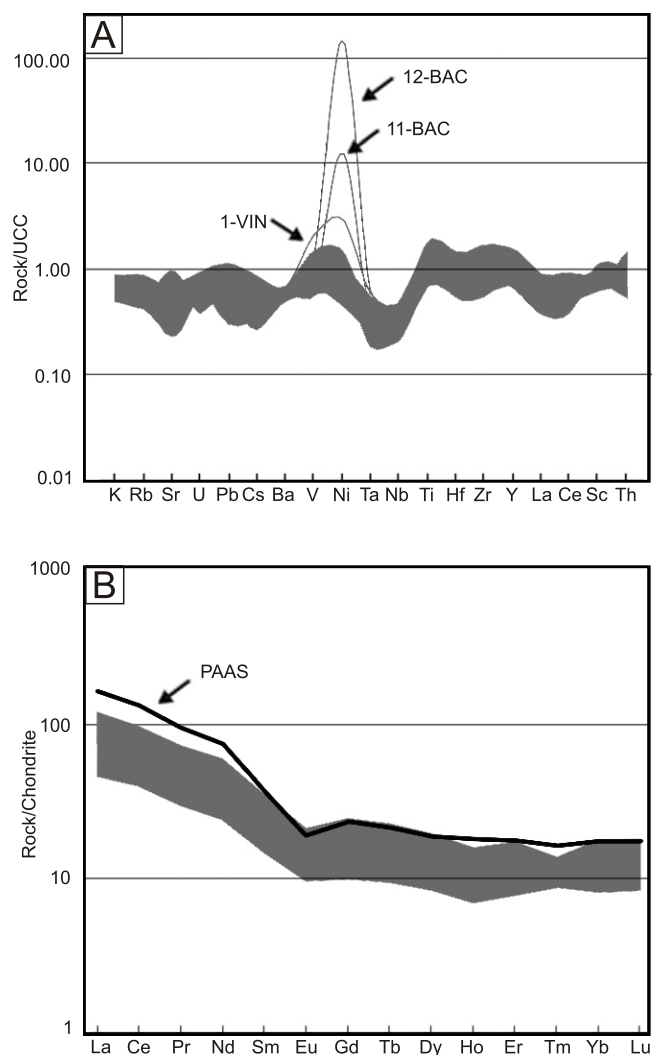 A
100.00
12-BAC
11-BAC
10.00
1-VIN
1.00
Rock/UCC
0.10
0.01
K Rb Sr U Pb Cs Ba V Ni Ta Nb Ti Hf Zr Y La Ce Sc Th
1000
B
PAAS
100
Rock/Chondrite
10
1
La Ce Pr Nd Sm Eu Gd Tb Dy Ho Er Tm Yb Lu